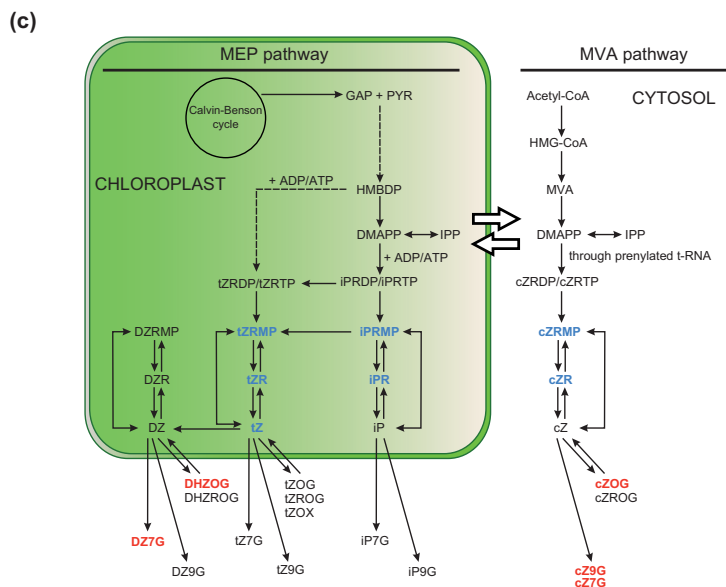 (c)
MEP pathway
MVA pathway
Calvin-Benson
cycle
GAP + PYR
Acetyl-CoA
CYTOSOL
HMG-CoA
CHLOROPLAST
+ ADP/ATP
HMBDP
MVA
DMAPP
IPP
DMAPP
IPP
+ ADP/ATP
through prenylated t-RNA
tZRDP/tZRTP
iPRDP/iPRTP
cZRDP/cZRTP
DZRMP
tZRMP
iPRMP
cZRMP
DZR
tZR
iPR
cZR
DZ
tZ
iP
cZ
DHZOG
DHZROG
tZOG
tZROG
tZOX
cZOG
cZROG
DZ7G
tZ7G
iP7G
DZ9G
tZ9G
iP9G
cZ9G
cZ7G